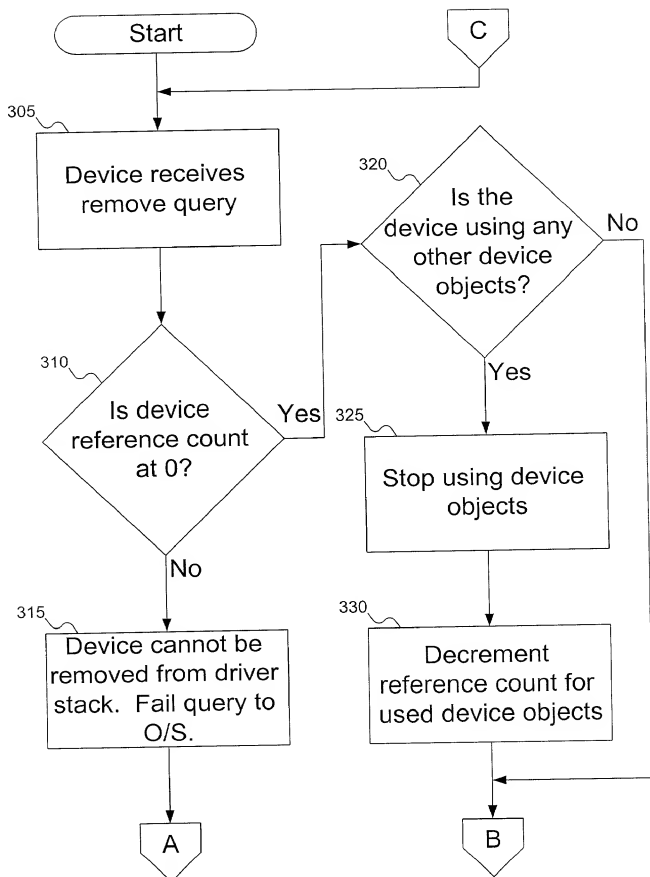 Start
C
305
Device receives
remove query
310
Is device
reference count
at 0?
Yes
No
315
Device cannot be
removed from driver
stack. Fail query to
O/S.
A
320
Is the
device using any
other device
objects?
No
Yes
325
Stop using device
objects
330
Decrement
reference count for
used device objects
B